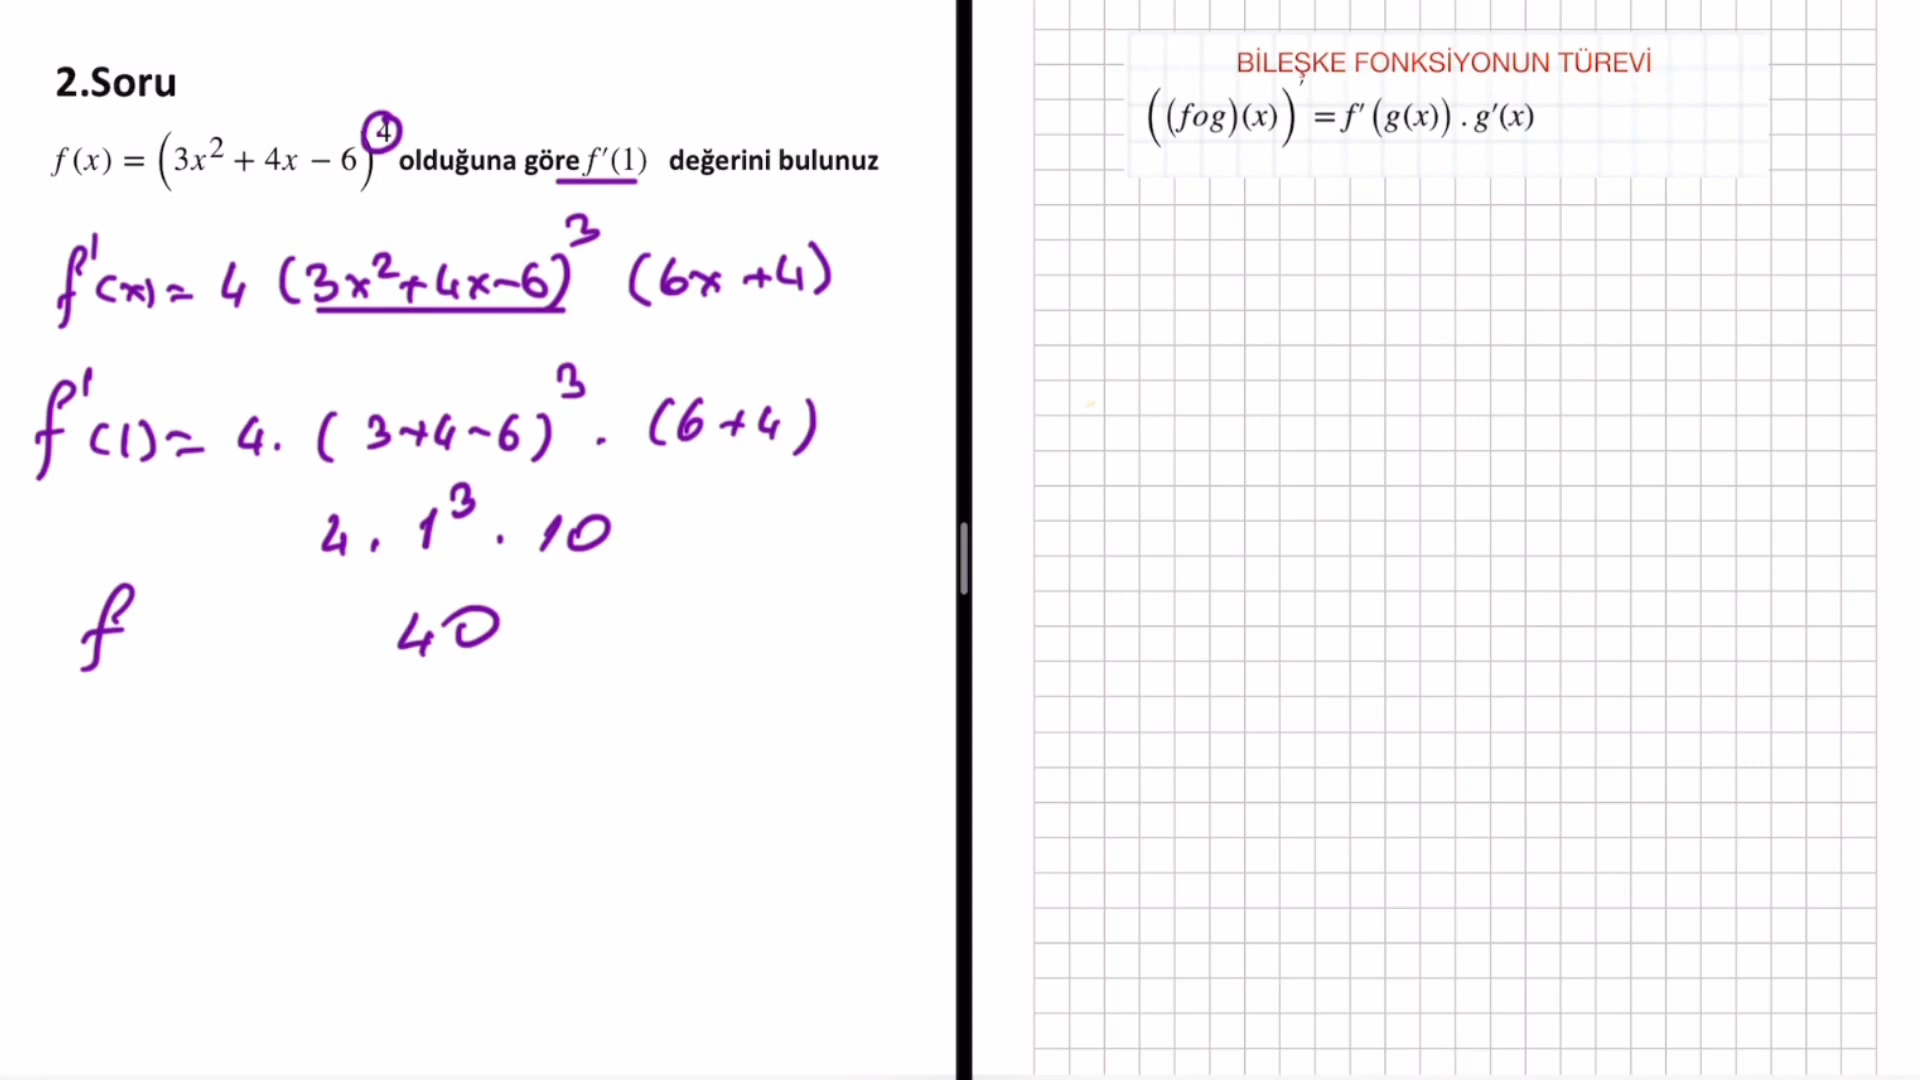 2.Soru
f(x) = (3x² + 4x − 6)⁴ olduğuna göre f′(1) değerini bulunuz
f'(x) = 4 (3x²+4x-6)³ (6x+4)
f'(1) = 4. (3+4-6)³ . (6+4)
4 . 1³ . 10
f 40
BİLEŞKE FONKSİYONUN TÜREVİ
((fog)(x))′ = f′(g(x)) . g′(x)